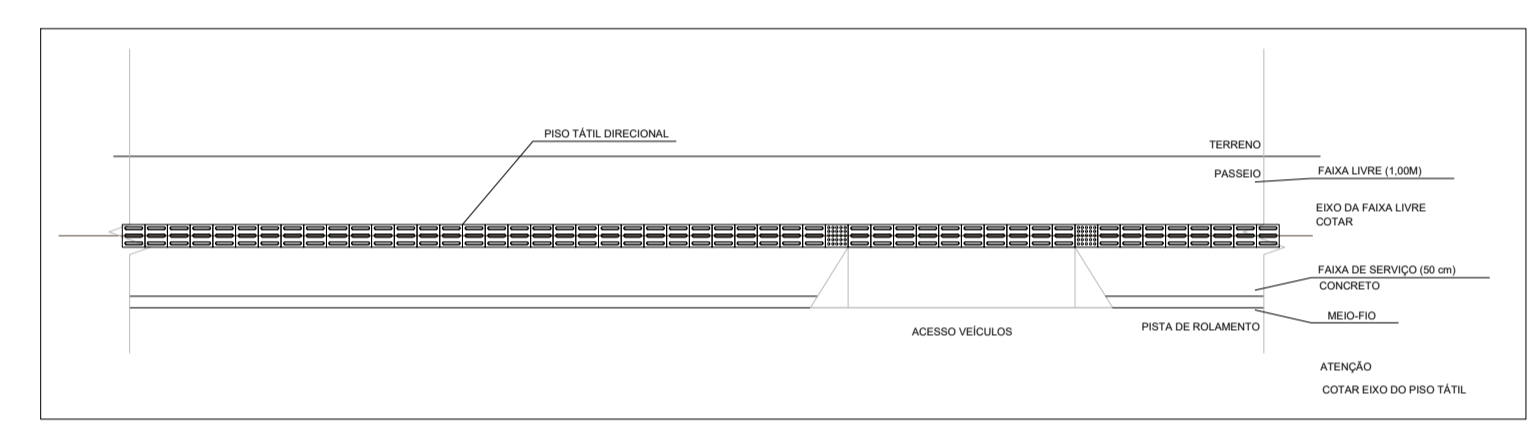 PISO TÁTIL DIRECIONAL
TERRENO
PASSEIO
FAIXA LIVRE (1,00M)
EIXO DA FAIXA LIVRE
COTAR
FAIXA DE SERVIÇO (50 cm)
CONCRETO
MEIO-FIO
PISTA DE ROLAMENTO
ACESSO VEÍCULOS
ATENÇÃO
COTAR EIXO DO PISO TÁTIL